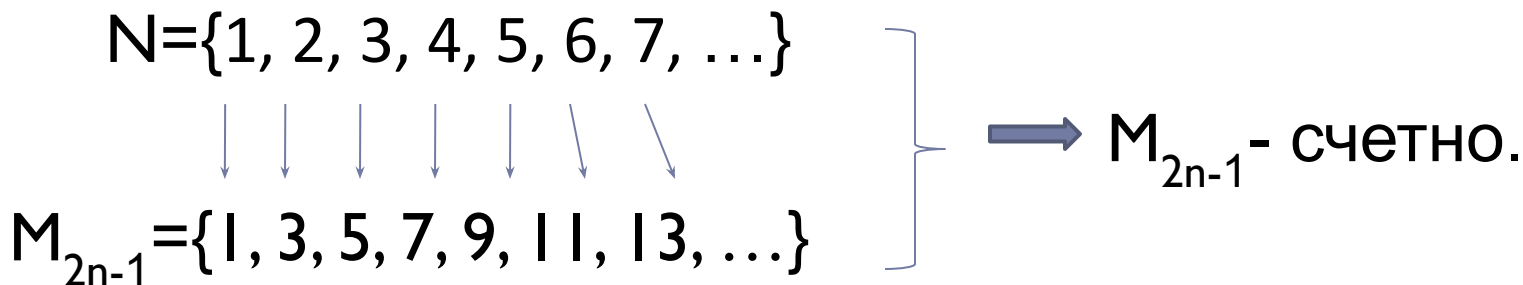 N={1, 2, 3, 4, 5, 6, 7, …}
M2n-1={1, 3, 5, 7, 9, 11, 13, …}
M2n-1- счетно.